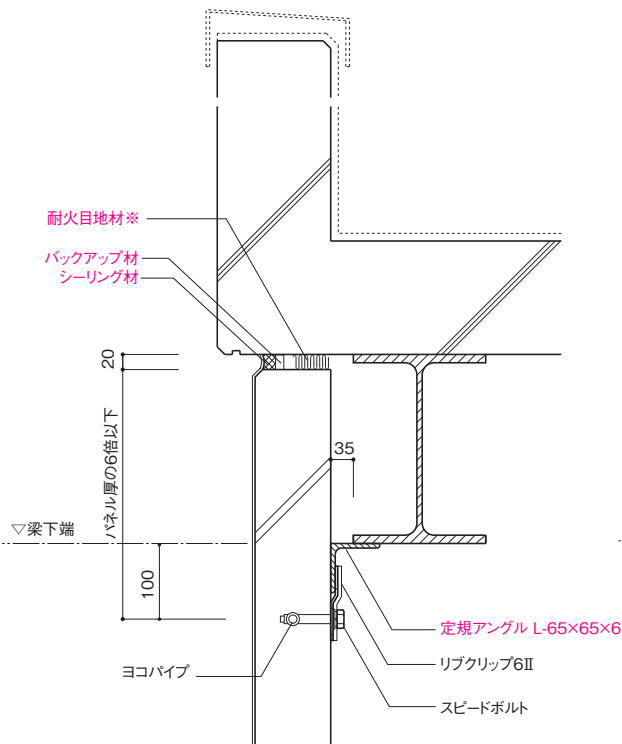 耐火目地材※
バックアップ材
シーリング材
20
パネル厚の6倍以下
35
▽梁下端
100
定規アングル L-65×65×6
ヨコパイプ
リブクリップ6Ⅱ
スピードボルト